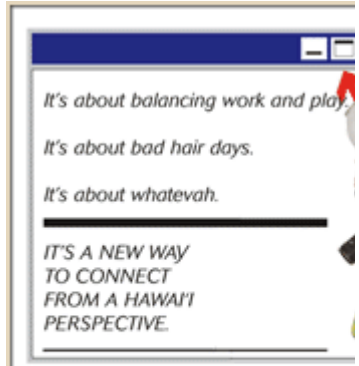 It's about balancing work and play.
It's about bad hair days.
It's about whatevah.
IT'S A NEW WAY
TO CONNECT
FROM A HAWAI'I
PERSPECTIVE.